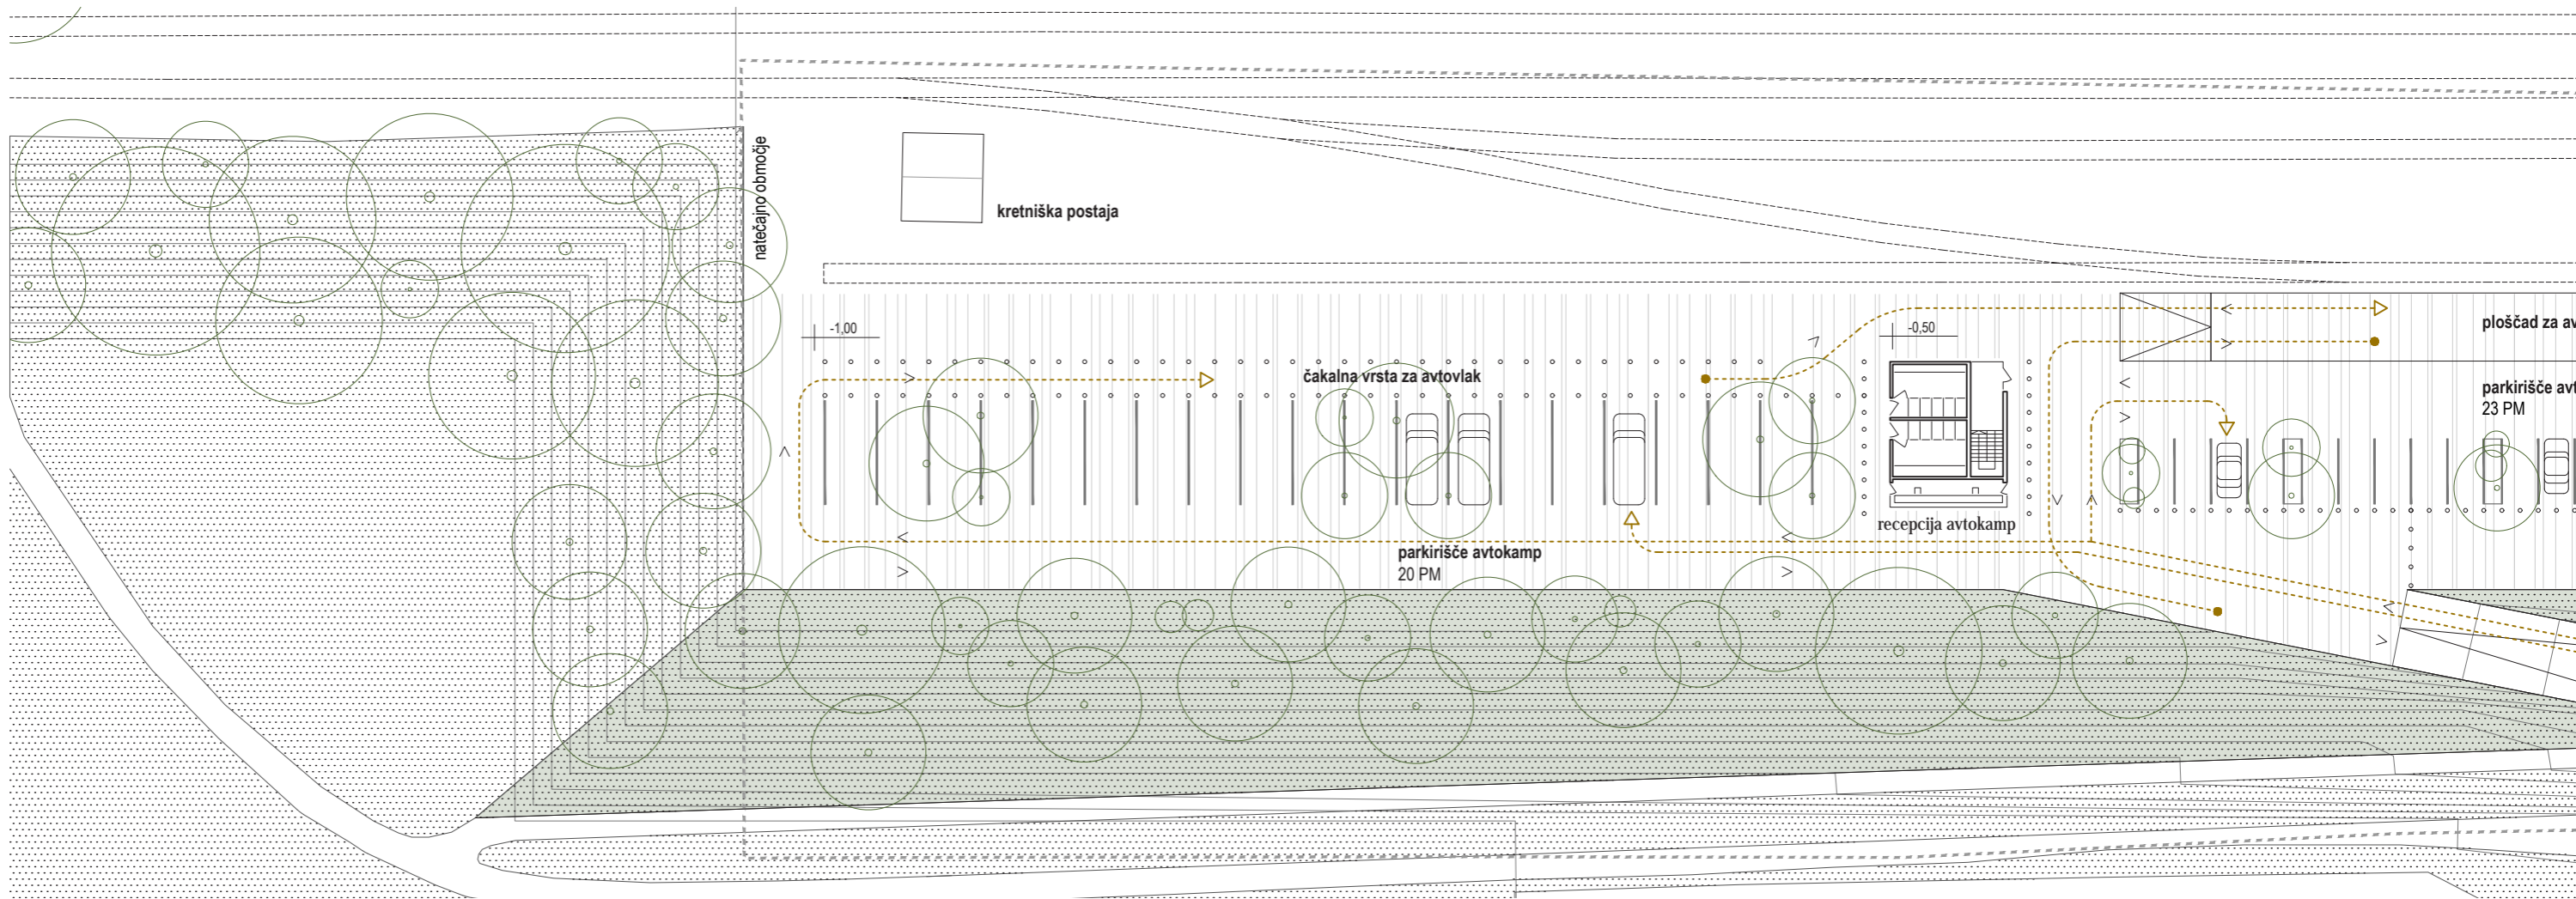 natečajno območje
kretniška postaja
-1,00
-0,50
čakalna vrsta za avtovlak
ploščad za av
parkirišče avt
23 PM
recepcija avtokamp
parkirišče avtokamp
20 PM